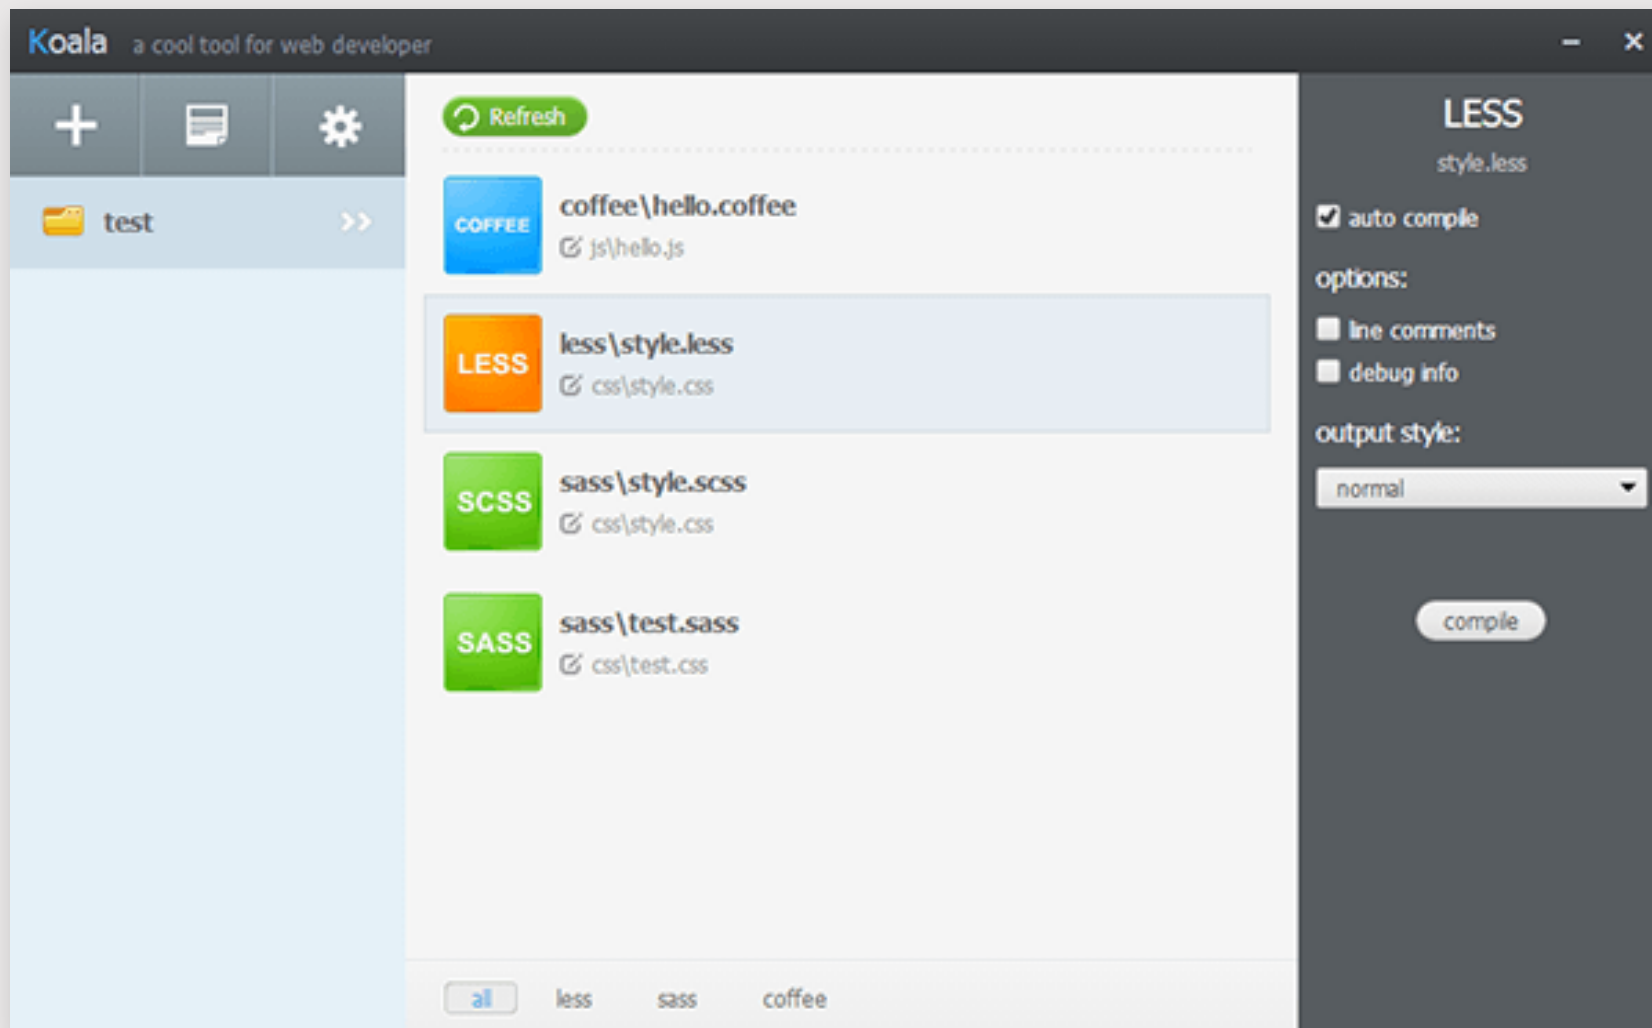 Koala a cool tool for web developer
test
Refresh
COFFEE
coffee\hello.coffee
js\hello.js
LESS
less\style.less
css\style.css
SCSS
sass\style.scss
css\style.css
SASS
sass\test.sass
css\test.css
all less sass coffee
LESS
style.less
auto compile
options:
line comments
debug info
output style:
normal
compile